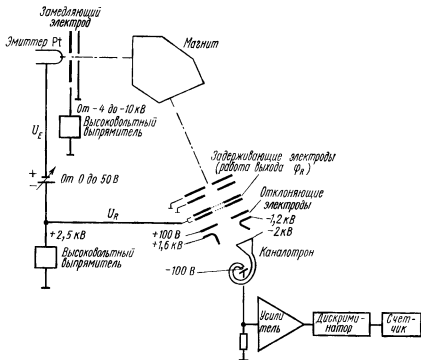 Замедляющий
электрод
Эмиттер Pt
Магнит
От -4 до -10 кВ
Высоковольтный
выпрямитель
U_E
Задерживающие электроды
(работа выхода φ_R)
+
-
От 0 до 50 В
Отклоняющие
электроды
U_R
-1,2 кВ
+2,5 кВ
+100 В
-2 кВ
+1,6 кВ
Каналотрон
Высоковольтный
выпрямитель
-100 В
Усили
тель
Дискрими-
натор
Счет-
чик